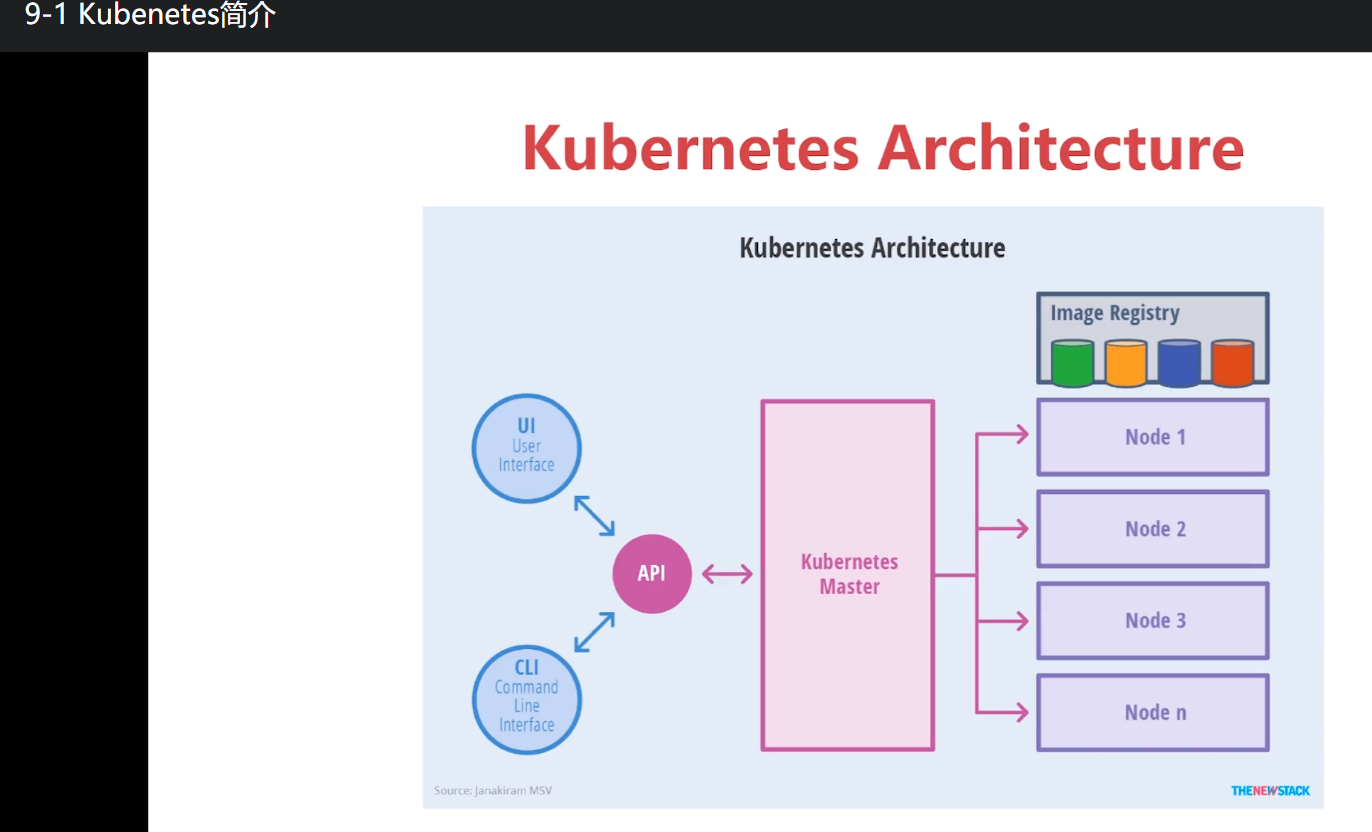 9-1 Kubenetes简介
Kubernetes Architecture
Kubernetes Architecture
Image Registry
UI
User
Interface
API
CLI
Command
Line
Interface
Kubernetes
Master
Node 1
Node 2
Node 3
Node n
Source: Janakiram MSV
THENEWSTACK